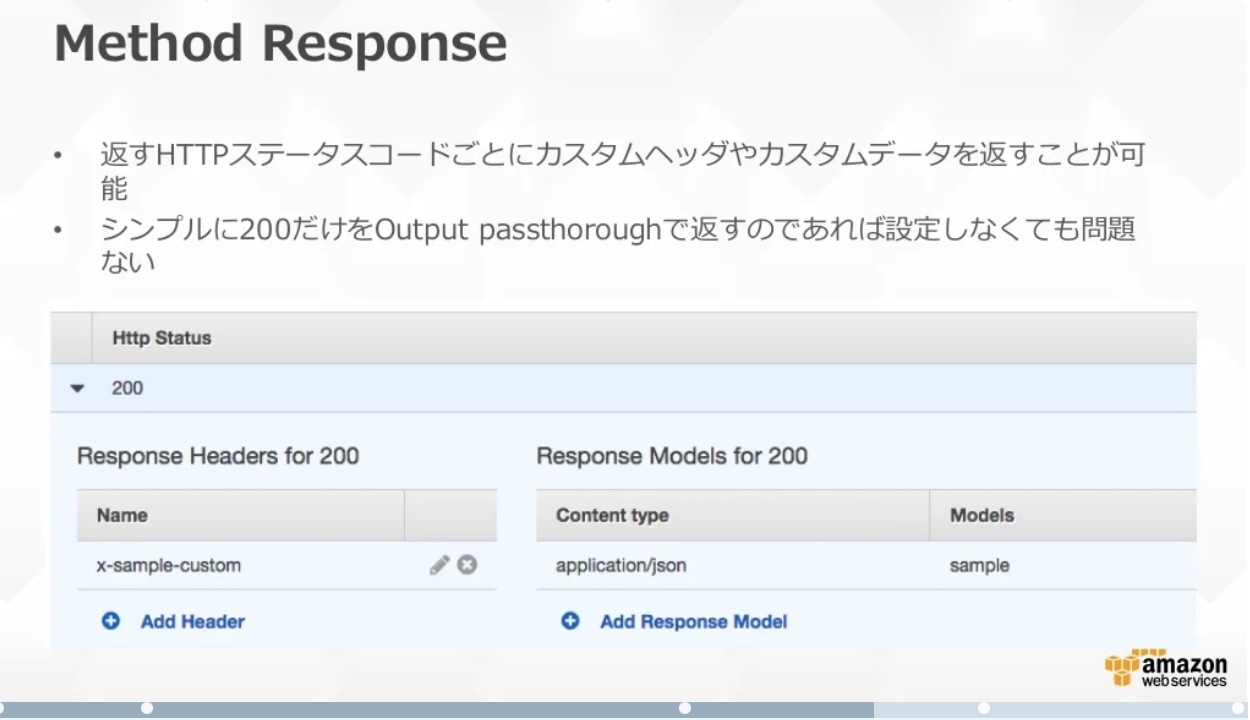 Method Response
• 返すHTTPステータスコードごとにカスタムヘッダやカスタムデータを返すことが可
能
• シンプルに200だけをOutput passthoroughで返すのであれば設定しなくても問題
ない
Http Status
200
Response Headers for 200
Response Models for 200
Name
Content type
Models
x-sample-custom
application/json
sample
Add Header
Add Response Model
amazon
web services